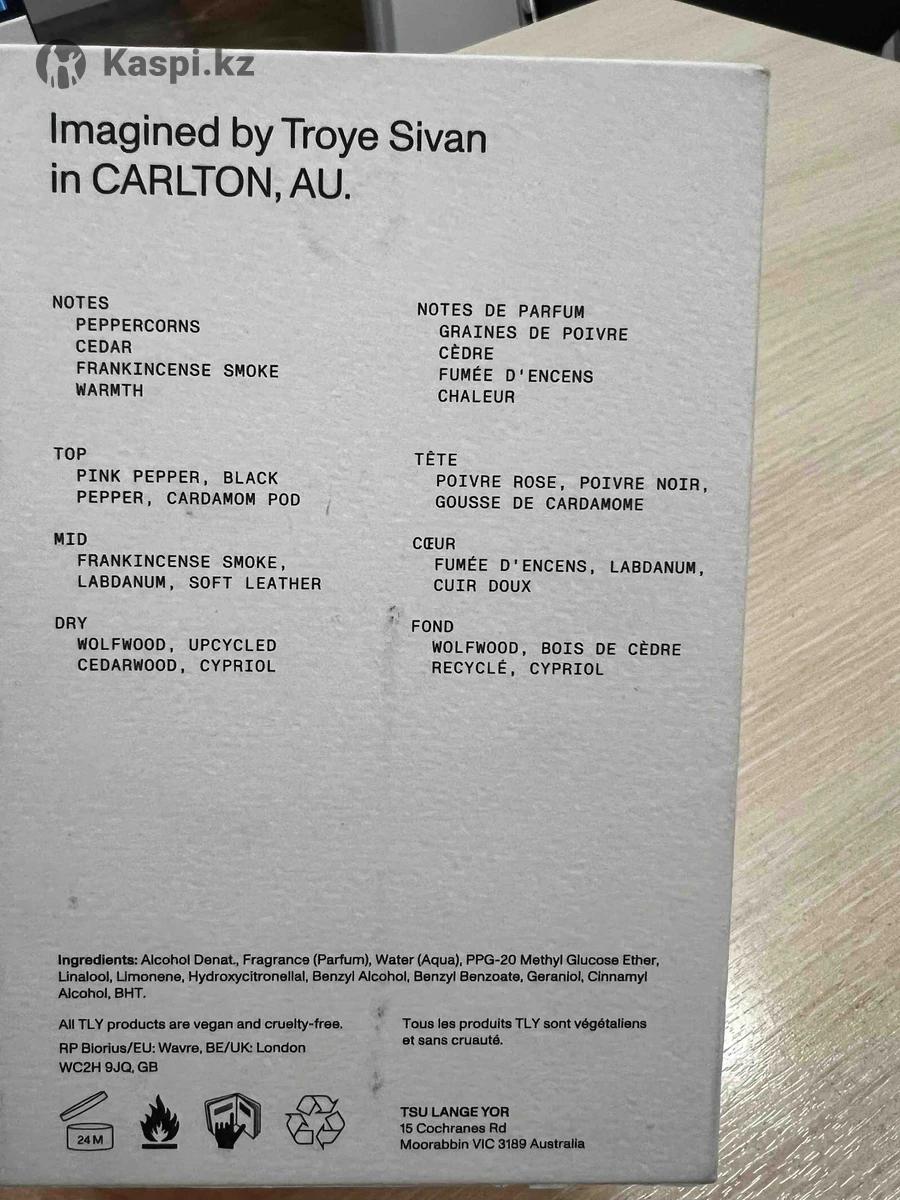 Kaspi.kz
Imagined by Troye Sivan
in CARLTON, AU.
NOTES
PEPPERCORNS
CEDAR
FRANKINCENSE SMOKE
WARMTH
TOP
PINK PEPPER, BLACK
PEPPER, CARDAMOM POD
MID
FRANKINCENSE SMOKE,
LABDANUM, SOFT LEATHER
DRY
WOLFWOOD, UPCYCLED
CEDARWOOD, CYPRIOL
NOTES DE PARFUM
GRAINES DE POIVRE
CÈDRE
FUMÉE D'ENCENS
CHALEUR
TÊTE
POIVRE ROSE, POIVRE NOIR,
GOUSSE DE CARDAMOME
CŒUR
FUMÉE D'ENCENS, LABDANUM,
CUIR DOUX
FOND
WOLFWOOD, BOIS DE CÈDRE
RECYCLÉ, CYPRIOL
Ingredients: Alcohol Denat., Fragrance (Parfum), Water (Aqua), PPG-20 Methyl Glucose Ether,
Linalool, Limonene, Hydroxycitronellal, Benzyl Alcohol, Benzyl Benzoate, Geraniol, Cinnamyl
Alcohol, BHT.
All TLY products are vegan and cruelty-free.
RP Biorius/EU: Wavre, BE/UK: London
WC2H 9JQ, GB
Tous les produits TLY sont végétaliens
et sans cruauté.
24 M
TSU LANGE YOR
15 Cochranes Rd
Moorabbin VIC 3189 Australia